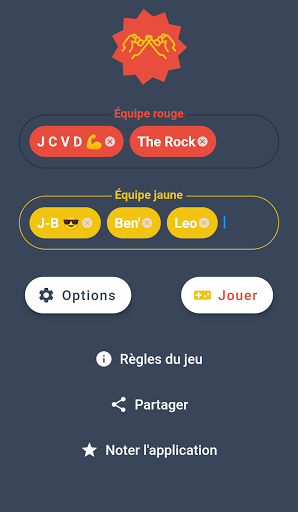 Équipe rouge
J C V D 💪 The Rock
Équipe jaune
J-B 😎 Ben' Leo
Options Jouer
Règles du jeu
Partager
Noter l'application